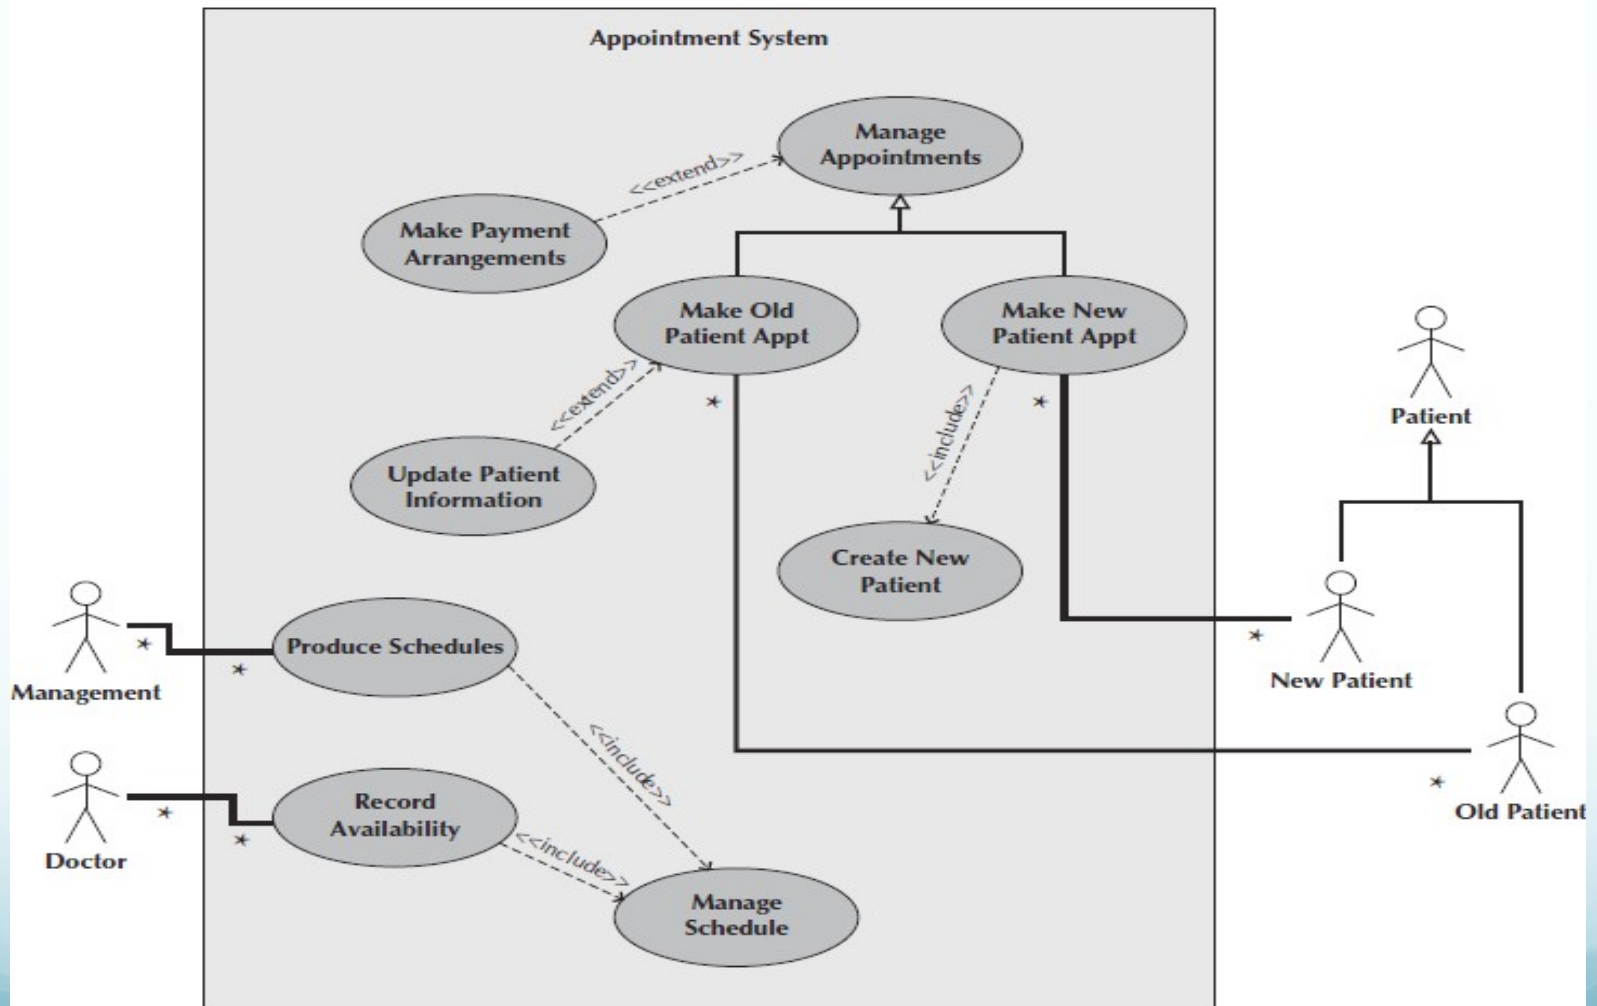 Appointment System
Manage
Appointments
<<extend>>
Make Payment
Arrangements
Make Old
Patient Appt
Make New
Patient Appt
*
*
<<extend>>
<<include>>
Patient
Update Patient
Information
Create New
Patient
Produce Schedules
*
*
*
Management
New Patient
<<include>>
Record
Availability
*
*
*
Doctor
Old Patient
<<include>>
Manage
Schedule